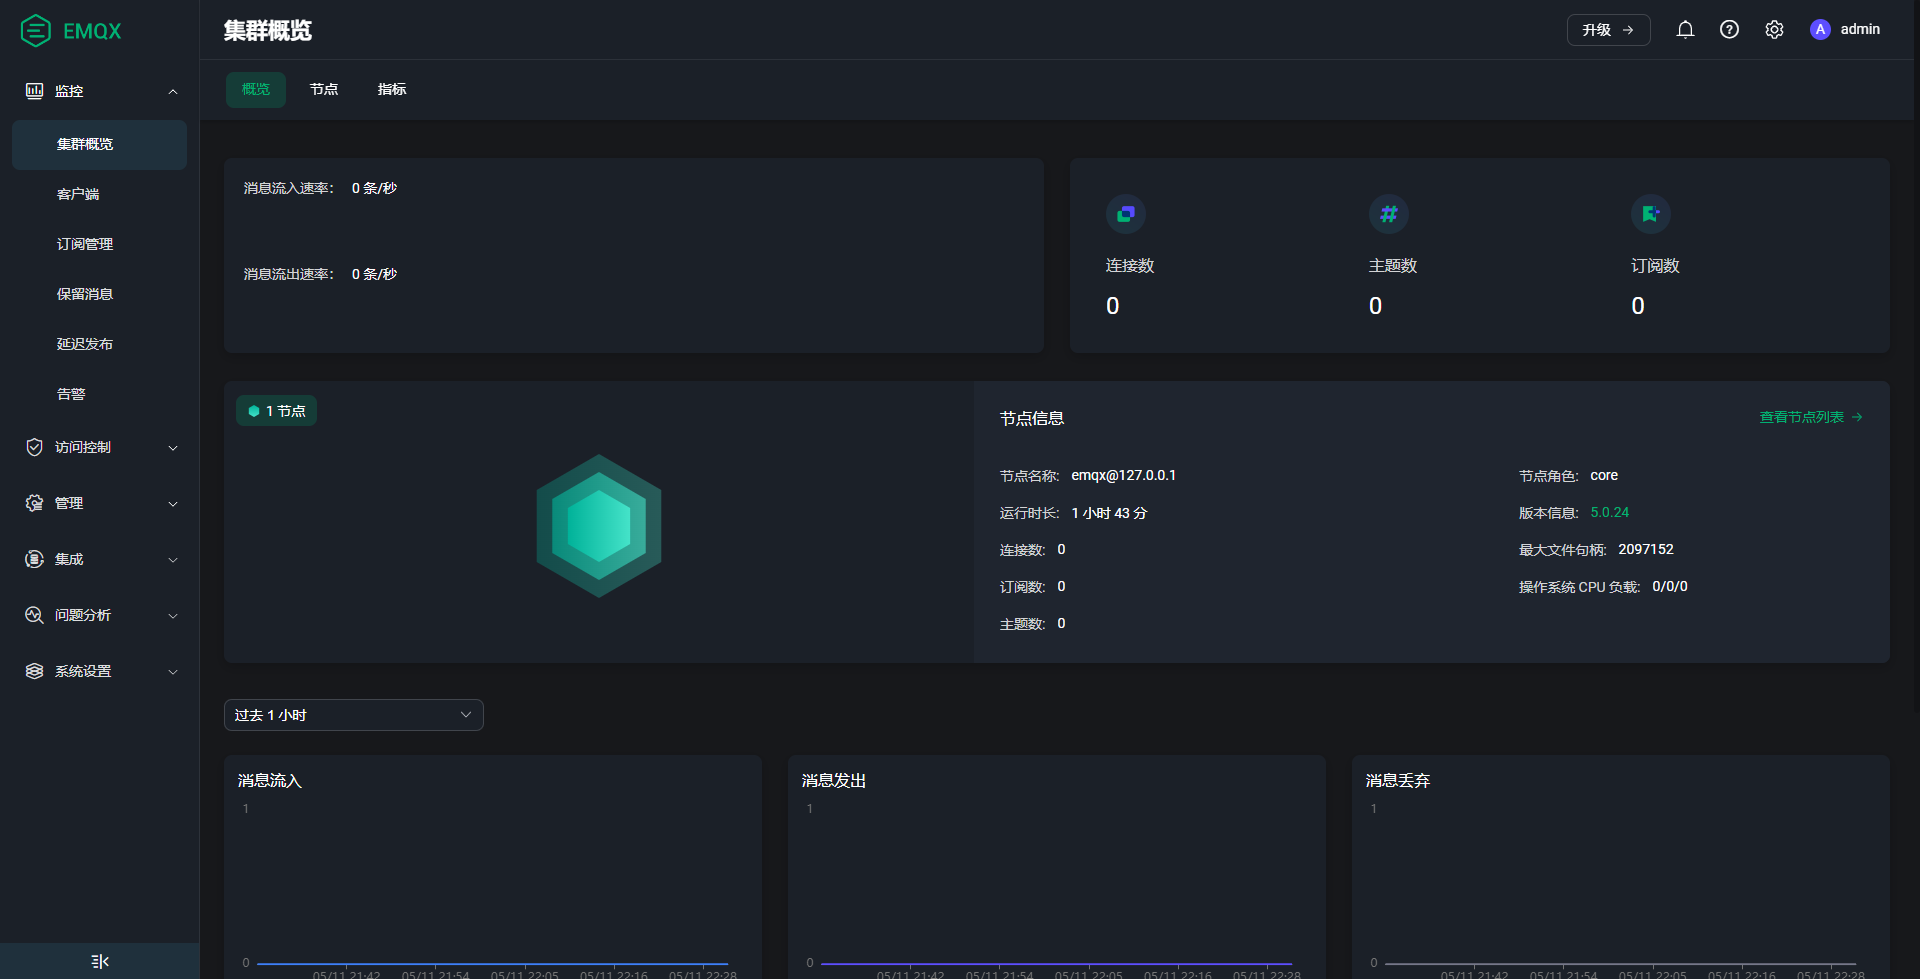 EMQX
集群概览
升级
A
admin
监控
集群概览
客户端
订阅管理
保留消息
延迟发布
告警
访问控制
管理
集成
问题分析
系统设置
概览
节点
指标
消息流入速率： 0 条/秒
消息流出速率： 0 条/秒
连接数
0
主题数
0
订阅数
0
1 节点
节点信息
查看节点列表
节点名称: emqx@127.0.0.1
节点角色: core
运行时长: 1 小时 43 分
版本信息: 5.0.24
连接数: 0
最大文件句柄: 2097152
订阅数: 0
操作系统 CPU 负载: 0/0/0
主题数: 0
过去 1 小时
消息流入
1
0
05/11 21:42 05/11 21:54 05/11 22:05 05/11 22:16 05/11 22:28
消息发出
1
0
05/11 21:42 05/11 21:54 05/11 22:05 05/11 22:16 05/11 22:28
消息丢弃
1
0
05/11 21:42 05/11 21:54 05/11 22:05 05/11 22:16 05/11 22:28